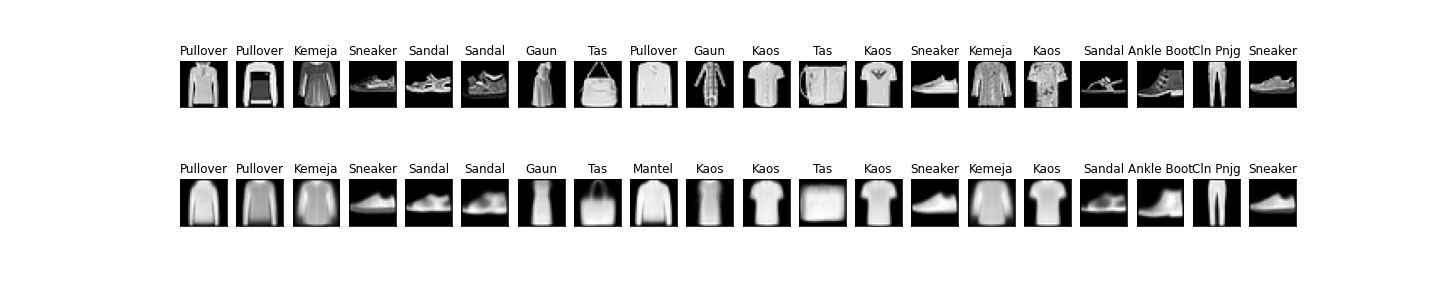 Pullover Pullover Kemeja Sneaker Sandal Sandal Gaun Tas Pullover Gaun Kaos Tas Kaos Sneaker Kemeja Kaos Sandal Ankle Boot Cln Pnjg Sneaker
Pullover Pullover Kemeja Sneaker Sandal Sandal Gaun Tas Mantel Kaos Kaos Tas Kaos Sneaker Kemeja Kaos Sandal Ankle Boot Cln Pnjg Sneaker